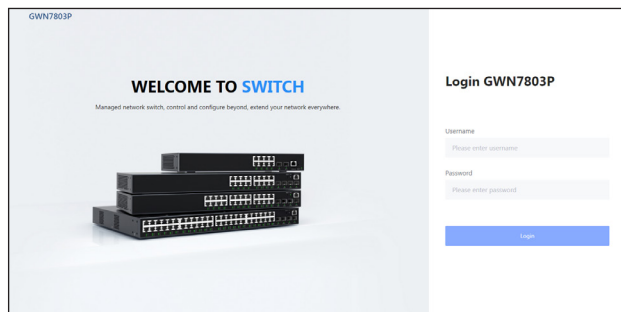 GWN7803P
WELCOME TO SWITCH
Managed network switch, control and configure beyond, extend your network everywhere.
Login GWN7803P
Username
Please enter username
Password
Please enter password
Login